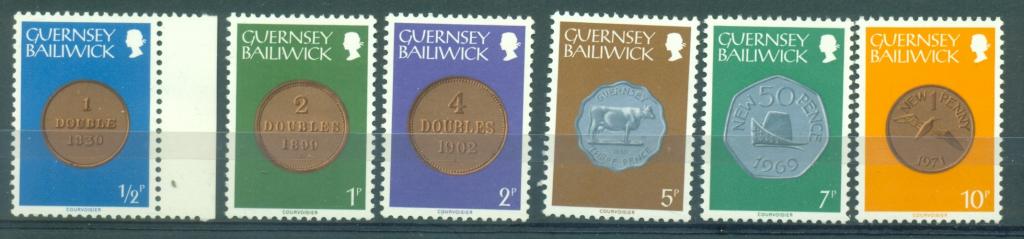 GUERNSEY
BAILIWICK
1
DOUBLE
1830
1/2P
COURVOISIER
GUERNSEY
BAILIWICK
2
DOUBLES
1899
1P
COURVOISIER
GUERNSEY
BAILIWICK
4
DOUBLES
1902
2P
COURVOISIER
GUERNSEY
BAILIWICK
GUERNSEY
THREE PENCE
5P
COURVOISIER
GUERNSEY
BAILIWICK
NEW 50 PENCE
1969
7P
COURVOISIER
GUERNSEY
BAILIWICK
NEW 1 PENNY
1971
10P
COURVOISIER